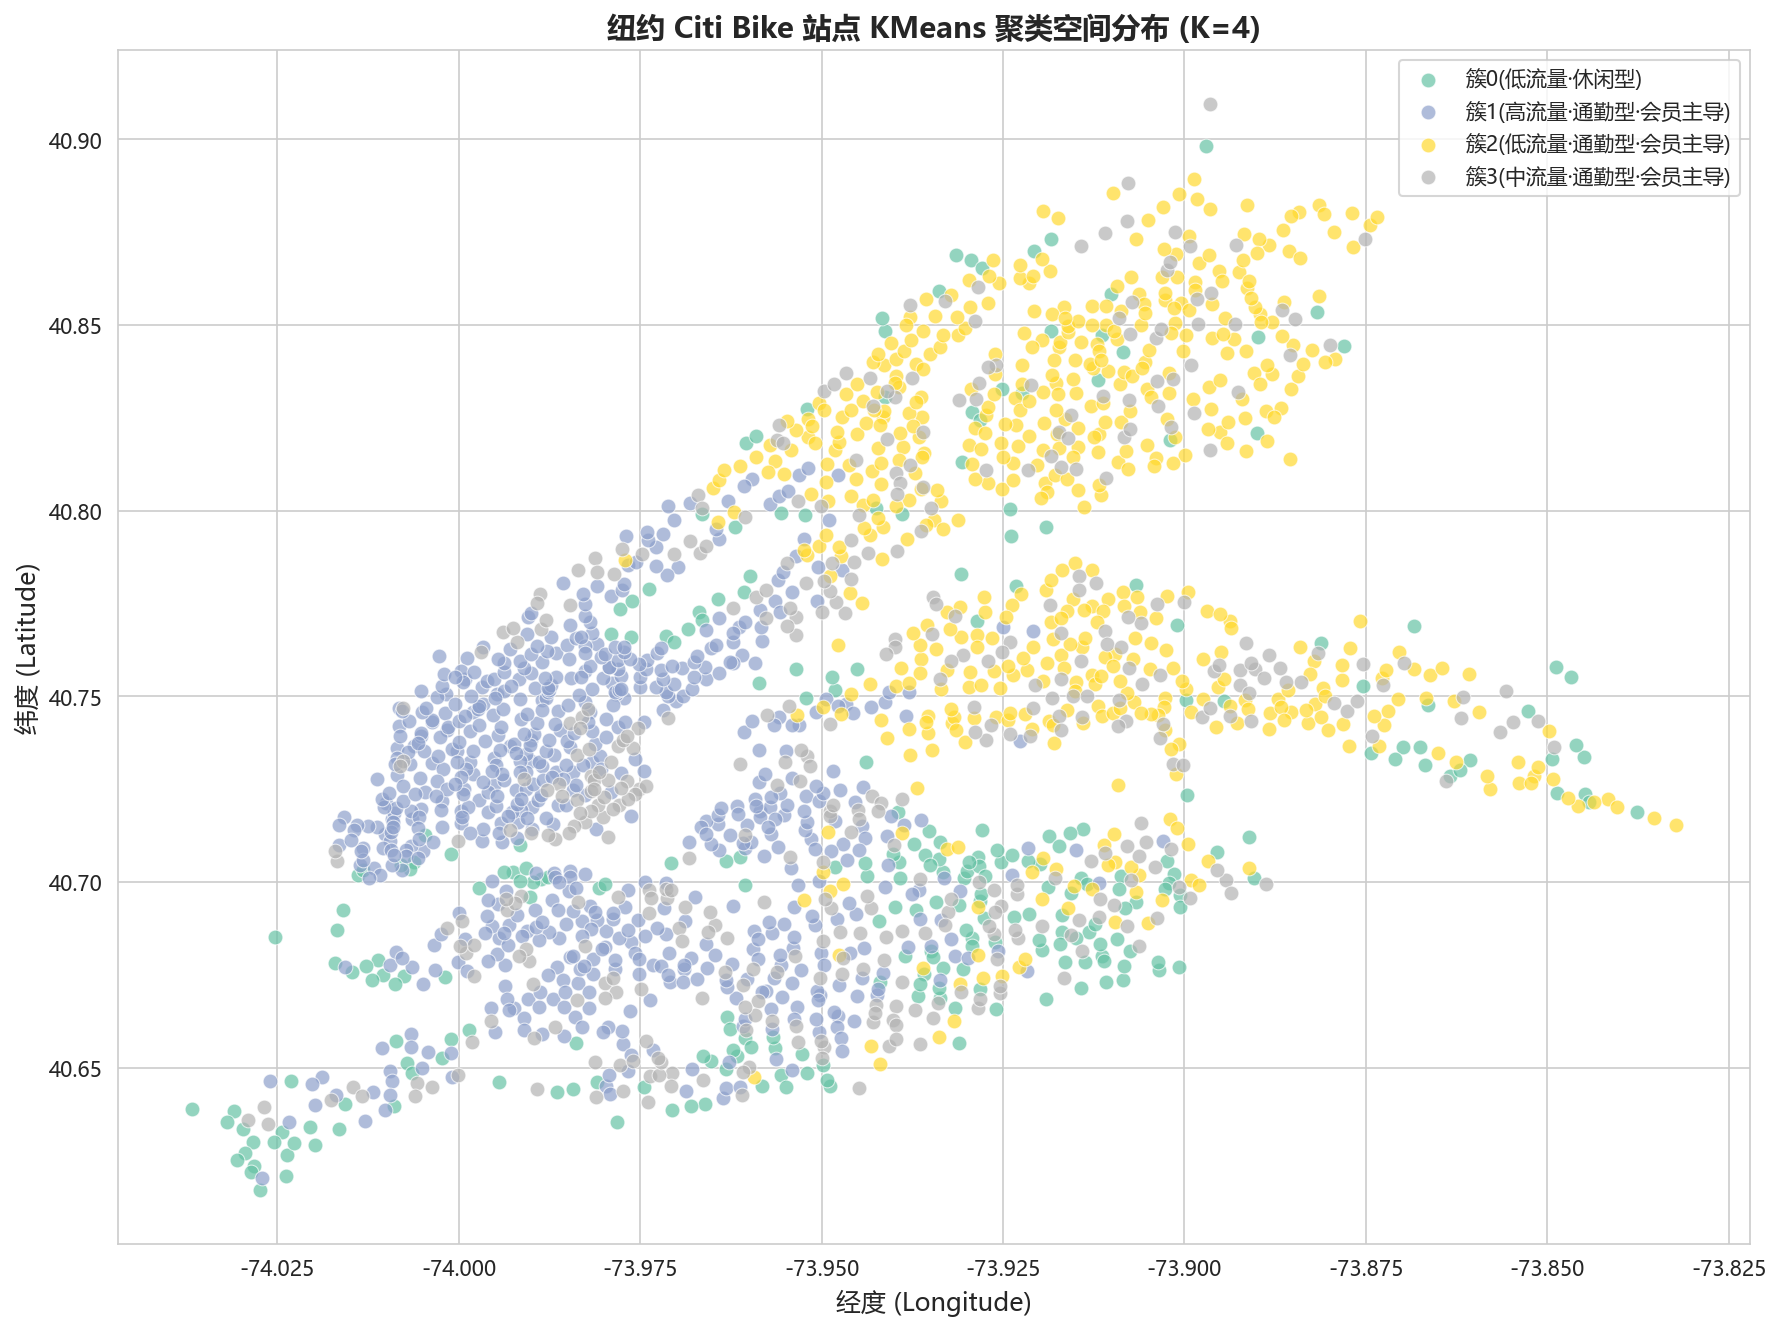 纽约 Citi Bike 站点 KMeans 聚类空间分布 (K=4)
簇0(低流量·休闲型)
簇1(高流量·通勤型·会员主导)
簇2(低流量·通勤型·会员主导)
簇3(中流量·通勤型·会员主导)
纬度 (Latitude)
40.90
40.85
40.80
40.75
40.70
40.65
-74.025 -74.000 -73.975 -73.950 -73.925 -73.900 -73.875 -73.850 -73.825
经度 (Longitude)